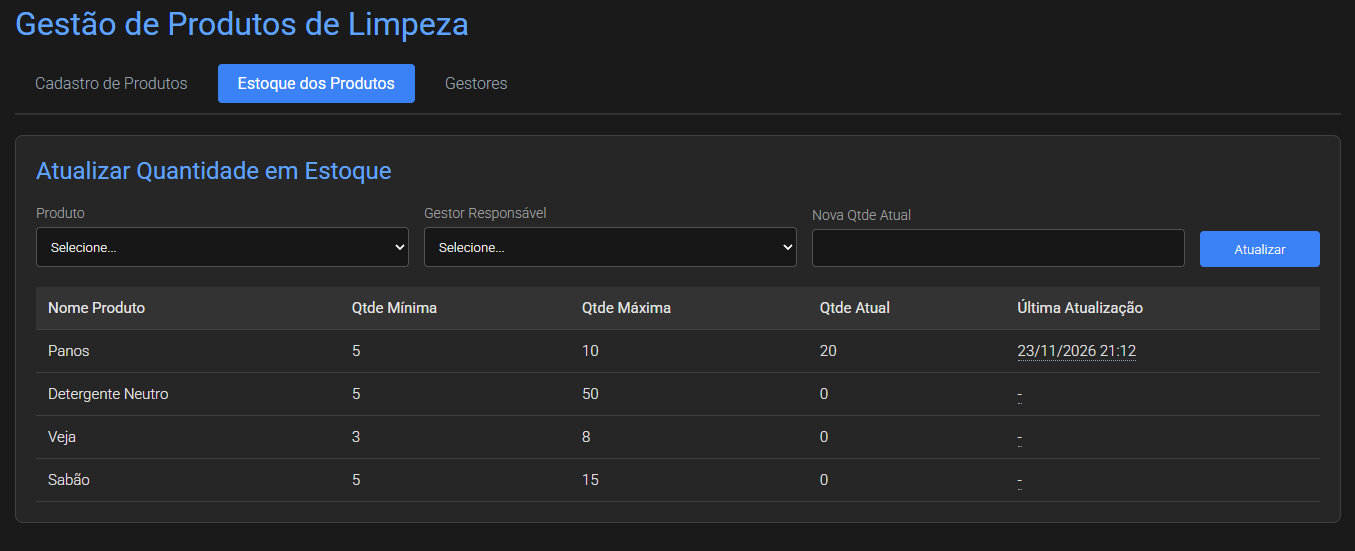 Gestão de Produtos de Limpeza
Cadastro de Produtos Estoque dos Produtos Gestores
Atualizar Quantidade em Estoque
Produto Gestor Responsável Nova Qtde Atual
Selecione... Selecione... Atualizar
Nome Produto Qtde Mínima Qtde Máxima Qtde Atual Última Atualização
Panos 5 10 20 23/11/2026 21:12
Detergente Neutro 5 50 0 -
Veja 3 8 0 -
Sabão 5 15 0 -